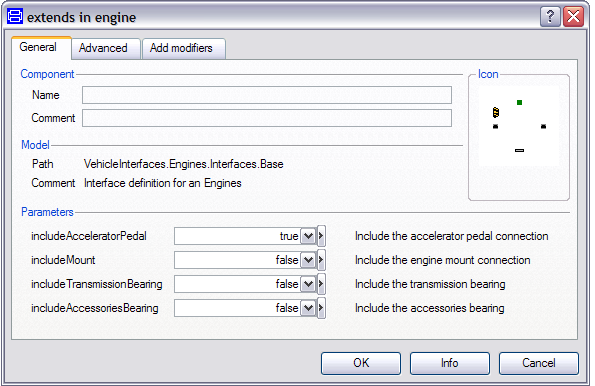 extends in engine
General Advanced Add modifiers
Component Icon
Name
Comment
Model
Path VehicleInterfaces.Engines.Interfaces.Base
Comment Interface definition for an Engines
Parameters
includeAcceleratorPedal true Include the accelerator pedal connection
includeMount false Include the engine mount connection
includeTransmissionBearing false Include the transmission bearing
includeAccessoriesBearing false Include the accessories bearing
OK Info Cancel